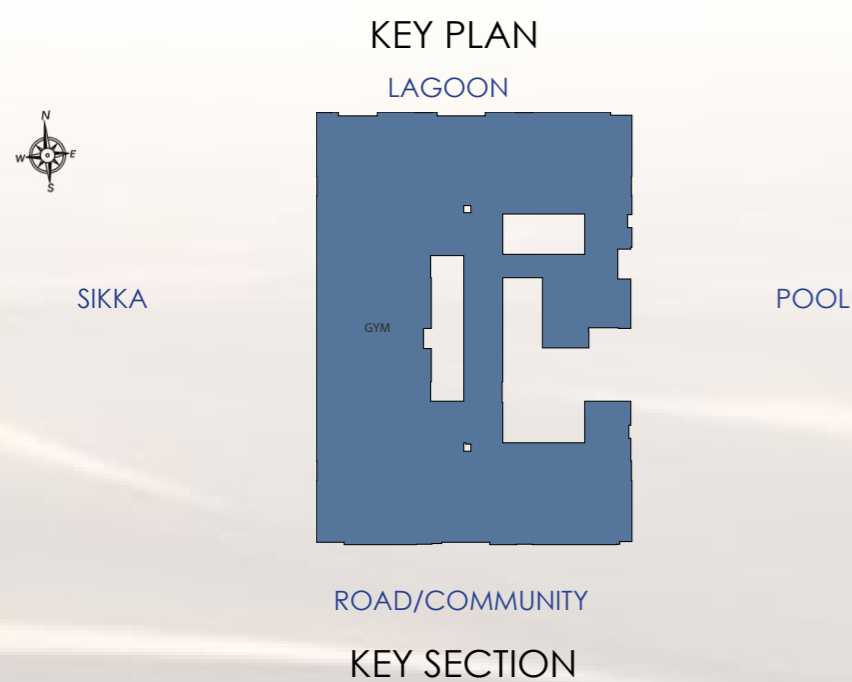 KEY PLAN
LAGOON
N
W E
S
SIKKA
POOL
GYM
ROAD/COMMUNITY
KEY SECTION